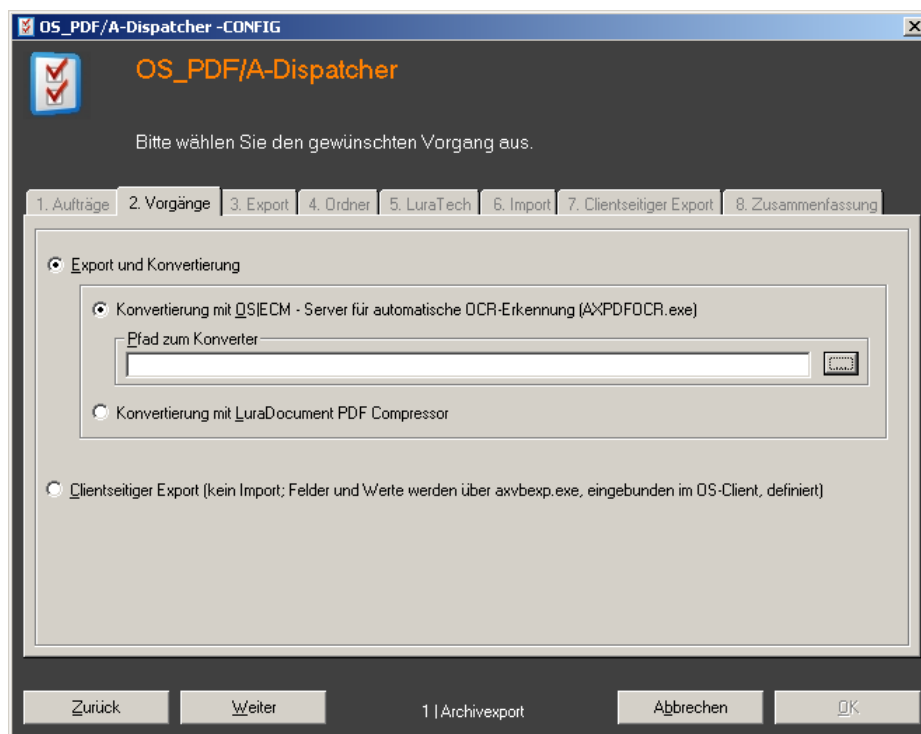 OS_PDF/A-Dispatcher -CONFIG
OS_PDF/A-Dispatcher
Bitte wählen Sie den gewünschten Vorgang aus.
1. Aufträge 2. Vorgänge 3. Export 4. Ordner 5. LuraTech 6. Import 7. Clientseitiger Export 8. Zusammenfassung
Export und Konvertierung
Konvertierung mit OS|ECM - Server für automatische OCR-Erkennung (AXPDFOCR.exe)
Pfad zum Konverter
...
Konvertierung mit LuraDocument PDF Compressor
Clientseitiger Export (kein Import; Felder und Werte werden über axvbexp.exe, eingebunden im OS-Client, definiert)
Zurück Weiter 1 | Archivexport Abbrechen OK